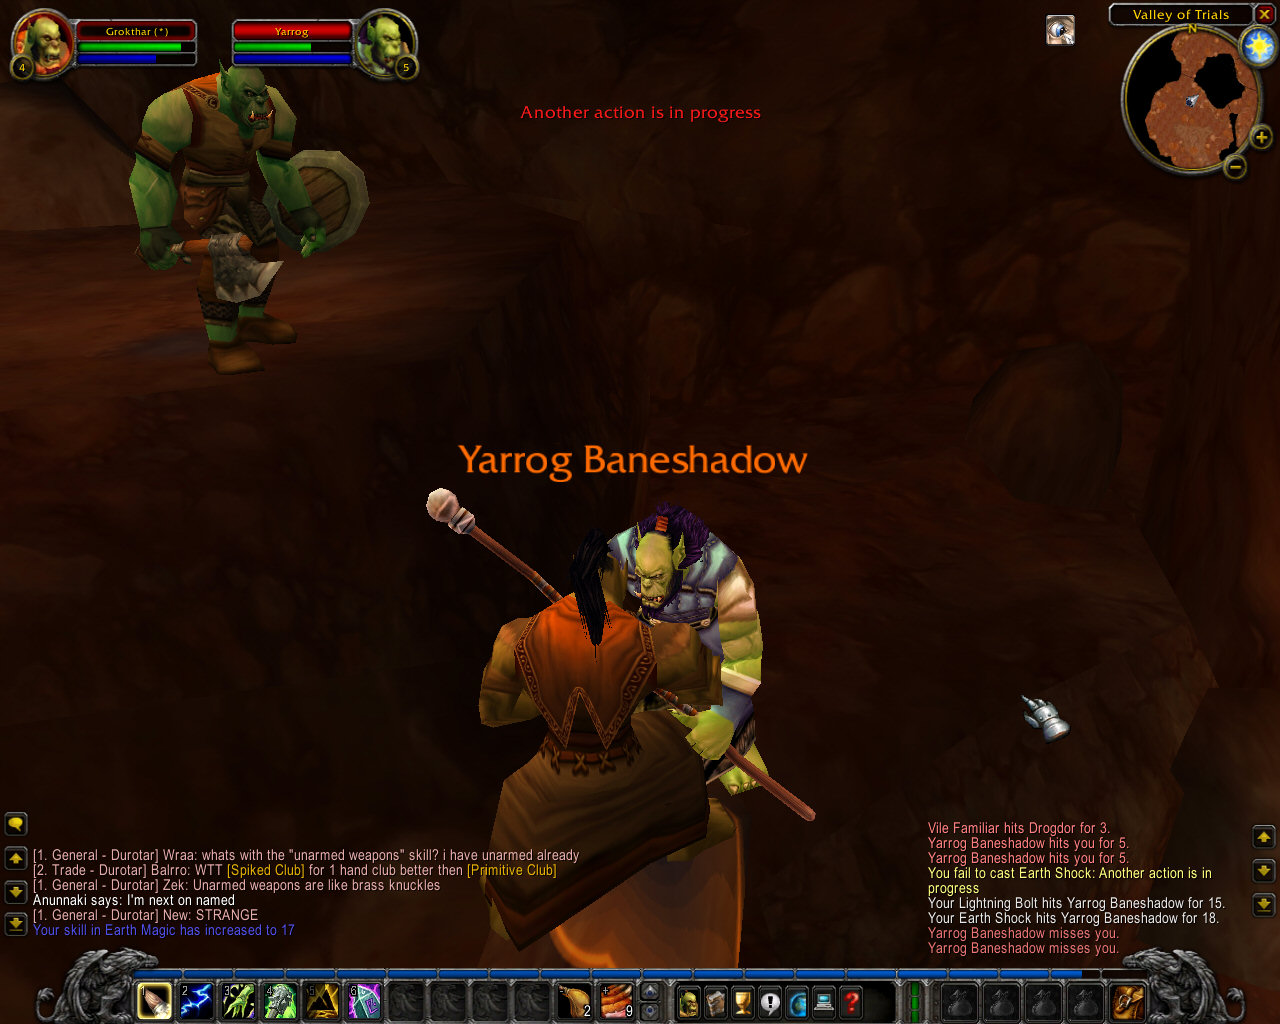 Grokthar (*)
4
Yarrog
5
Valley of Trials
N
Another action is in progress
Yarrog Baneshadow
[1. General - Durotar] Wraa: whats with the "unarmed weapons" skill? i have unarmed already
[2. Trade - Durotar] Balrro: WTT [Spiked Club] for 1 hand club better then [Primitive Club]
[1. General - Durotar] Zek: Unarmed weapons are like brass knuckles
Anunnaki says: I'm next on named
[1. General - Durotar] New: STRANGE
Your skill in Earth Magic has increased to 17
Vile Familiar hits Drogdor for 3.
Yarrog Baneshadow hits you for 5.
Yarrog Baneshadow hits you for 5.
You fail to cast Earth Shock: Another action is in
progress
Your Lightning Bolt hits Yarrog Baneshadow for 15.
Your Earth Shock hits Yarrog Baneshadow for 18.
Yarrog Baneshadow misses you.
Yarrog Baneshadow misses you.
1 2 3 4 5 6 2 9